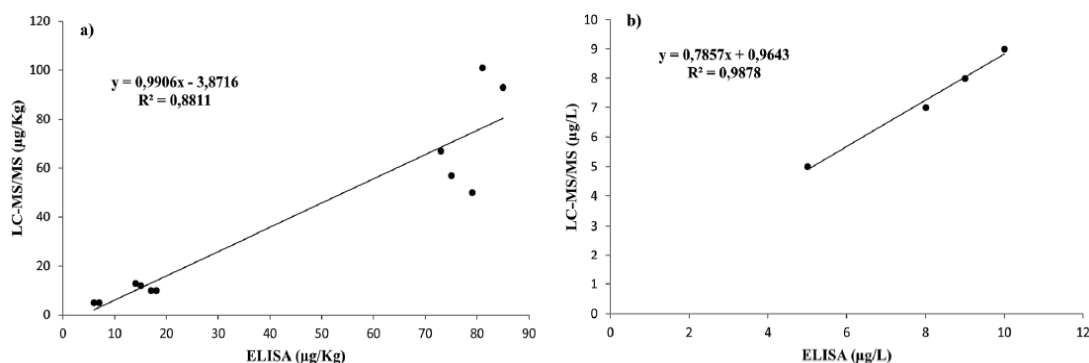 a)
y = 0,9906x - 3,8716
R² = 0,8811
LC-MS/MS (µg/Kg)
120
100
80
60
40
20
0
0 10 20 30 40 50 60 70 80 90
ELISA (µg/Kg)
b)
y = 0,7857x + 0,9643
R² = 0,9878
LC-MS/MS (µg/L)
10
9
8
7
6
5
4
3
2
1
0
0 2 4 6 8 10 12
ELISA (µg/L)